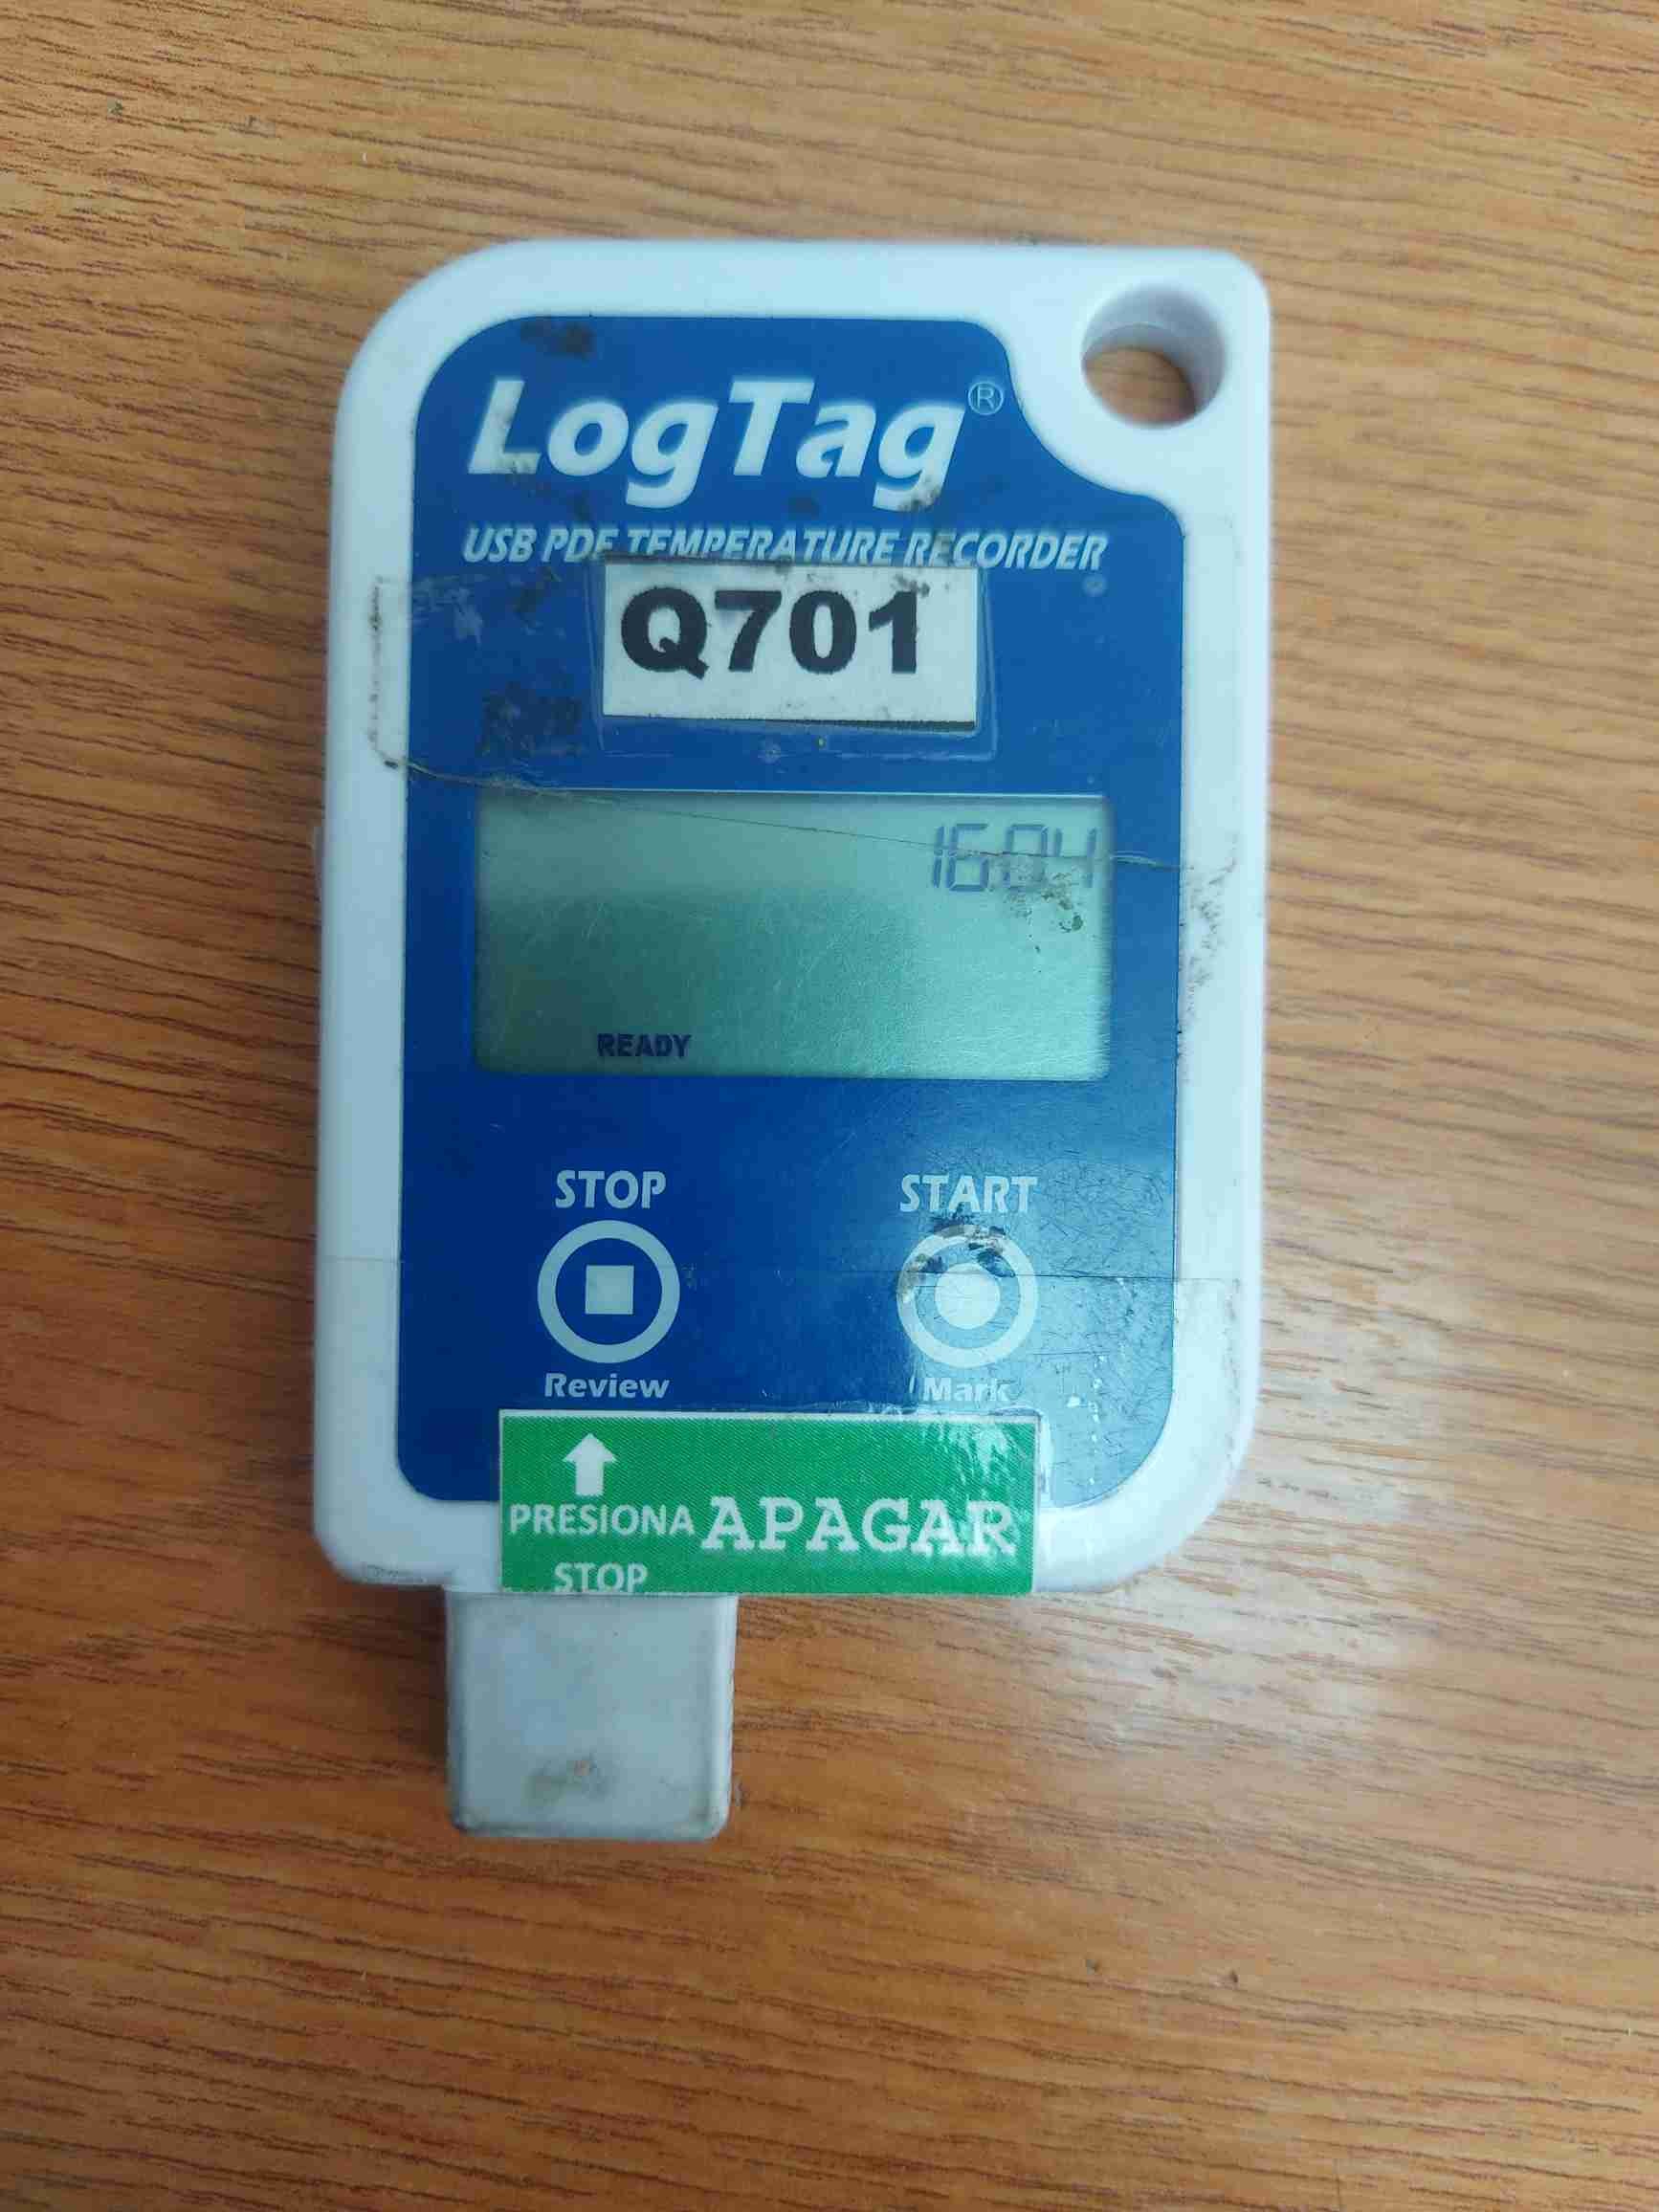 LogTag®
USB PDF TEMPERATURE RECORDER
Q701
16:04
READY
STOP
START
Review
Mark
PRESIONA
STOP
APAGAR